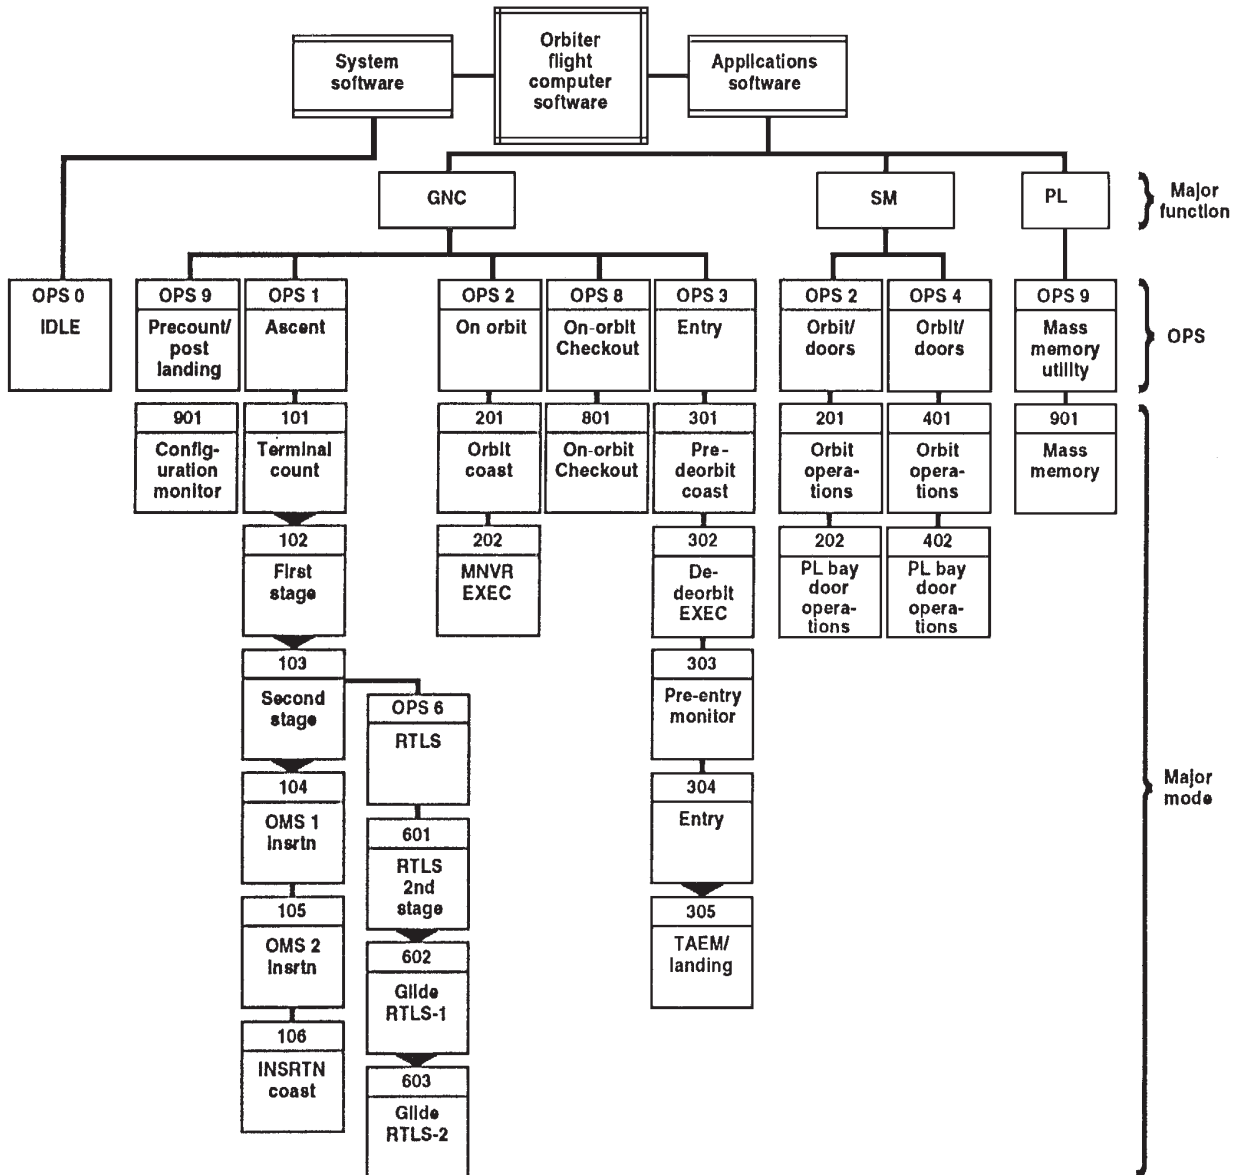 Orbiter
flight
computer
software
System
software
Applications
software
GNC
SM
PL
Major
function
OPS 0
IDLE
OPS 9
Precount/
post
landing
OPS 1
Ascent
OPS 2
On orbit
OPS 8
On-orbit
Checkout
OPS 3
Entry
OPS 2
Orbit/
doors
OPS 4
Orbit/
doors
OPS 9
Mass
memory
utility
OPS
901
Config-
uration
monitor
101
Terminal
count
201
Orbit
coast
801
On-orbit
Checkout
301
Pre-
deorbit
coast
201
Orbit
opera-
tions
401
Orbit
opera-
tions
901
Mass
memory
102
First
stage
202
MNVR
EXEC
302
De-
deorbit
EXEC
202
PL bay
door
opera-
tions
402
PL bay
door
opera-
tions
103
Second
stage
OPS 6
RTLS
303
Pre-entry
monitor
104
OMS 1
Insrtn
601
RTLS
2nd
stage
304
Entry
Major
mode
105
OMS 2
Insrtn
602
Glide
RTLS-1
305
TAEM/
landing
106
INSRTN
coast
603
Glide
RTLS-2